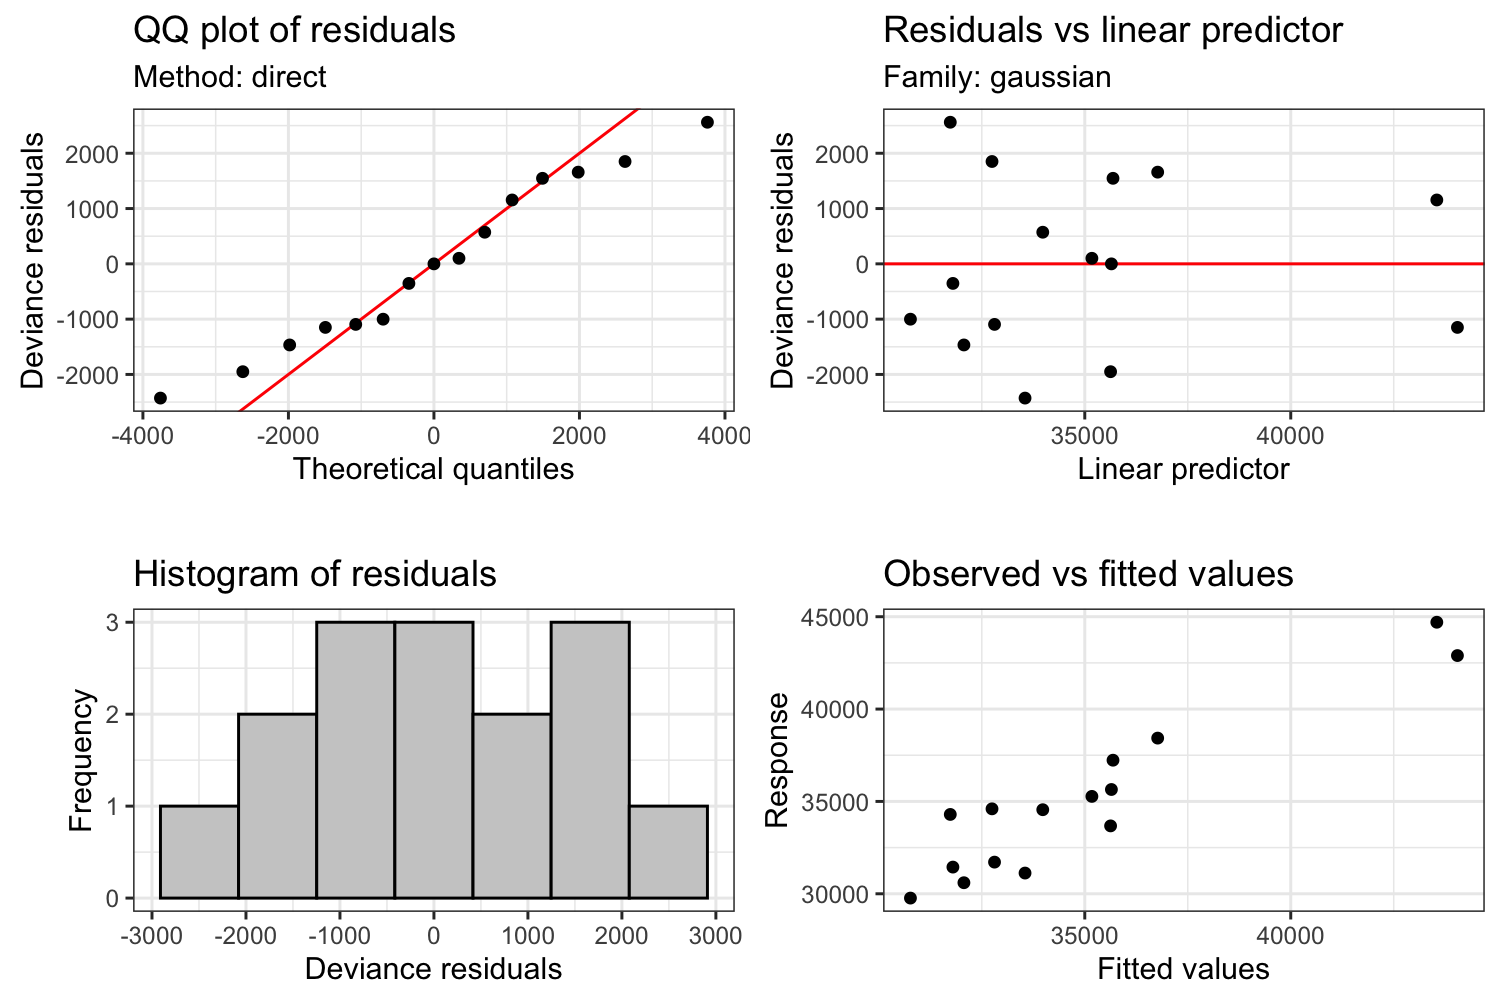 QQ plot of residuals
Method: direct
Deviance residuals
2000
1000
0
-1000
-2000
-4000 -2000 0 2000 4000
Theoretical quantiles
Residuals vs linear predictor
Family: gaussian
Deviance residuals
2000
1000
0
-1000
-2000
35000 40000
Linear predictor
Histogram of residuals
Frequency
3
2
1
0
-3000 -2000 -1000 0 1000 2000 3000
Deviance residuals
Observed vs fitted values
Response
45000
40000
35000
30000
35000 40000
Fitted values